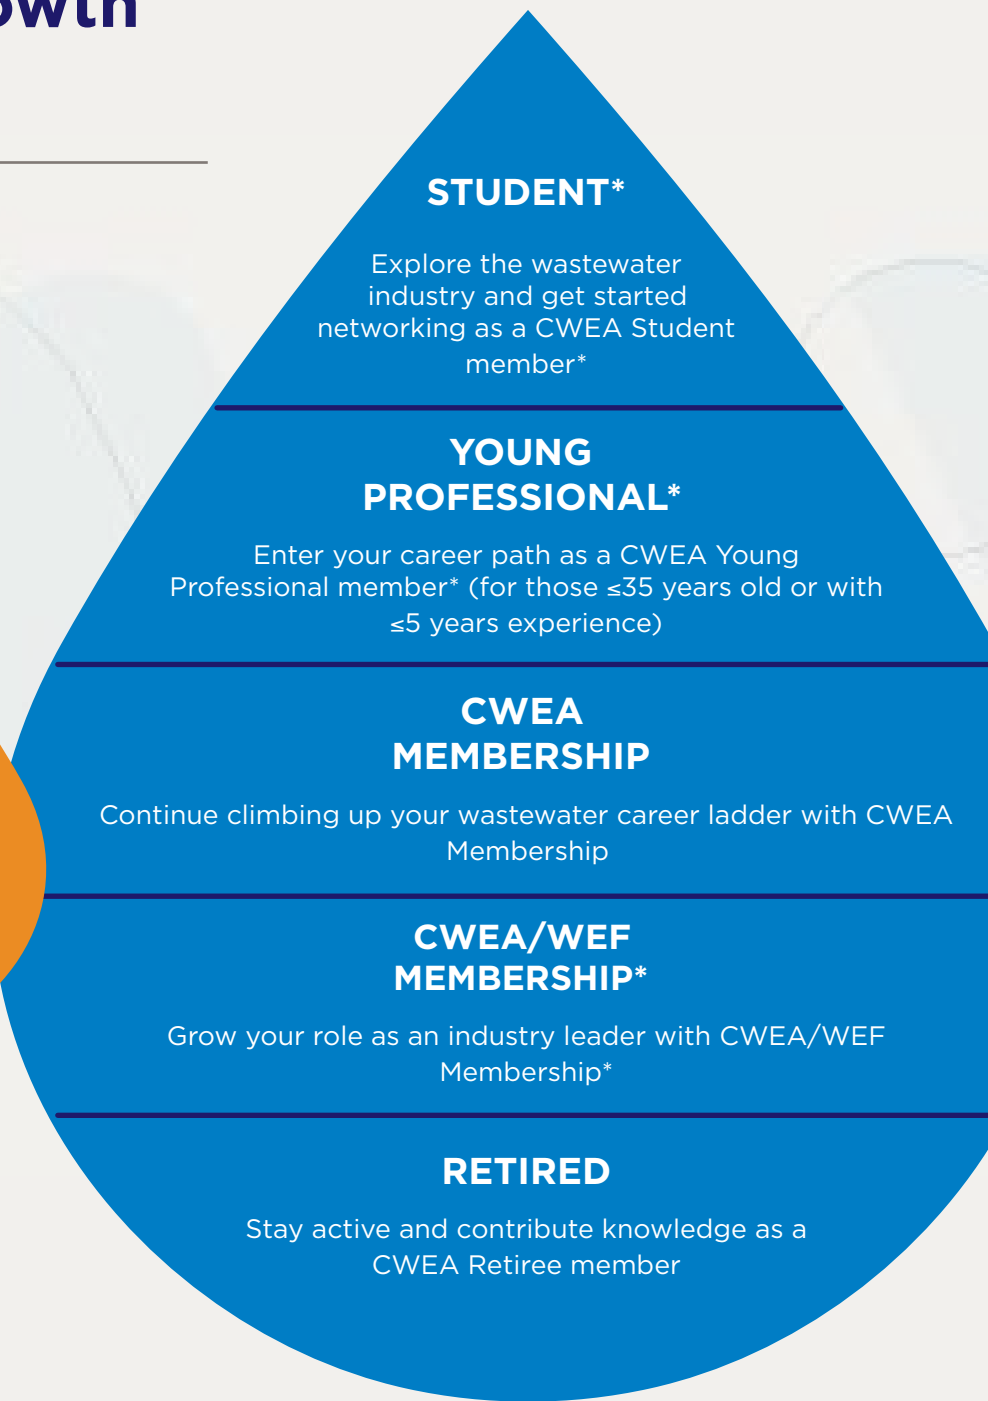 STUDENT*
Explore the wastewater
industry and get started
networking as a CWEA Student
member*
YOUNG
PROFESSIONAL*
Enter your career path as a CWEA Young
Professional member* (for those ≤35 years old or with
≤5 years experience)
CWEA
MEMBERSHIP
Continue climbing up your wastewater career ladder with CWEA
Membership
CWEA/WEF
MEMBERSHIP*
Grow your role as an industry leader with CWEA/WEF
Membership*
RETIRED
Stay active and contribute knowledge as a
CWEA Retiree member